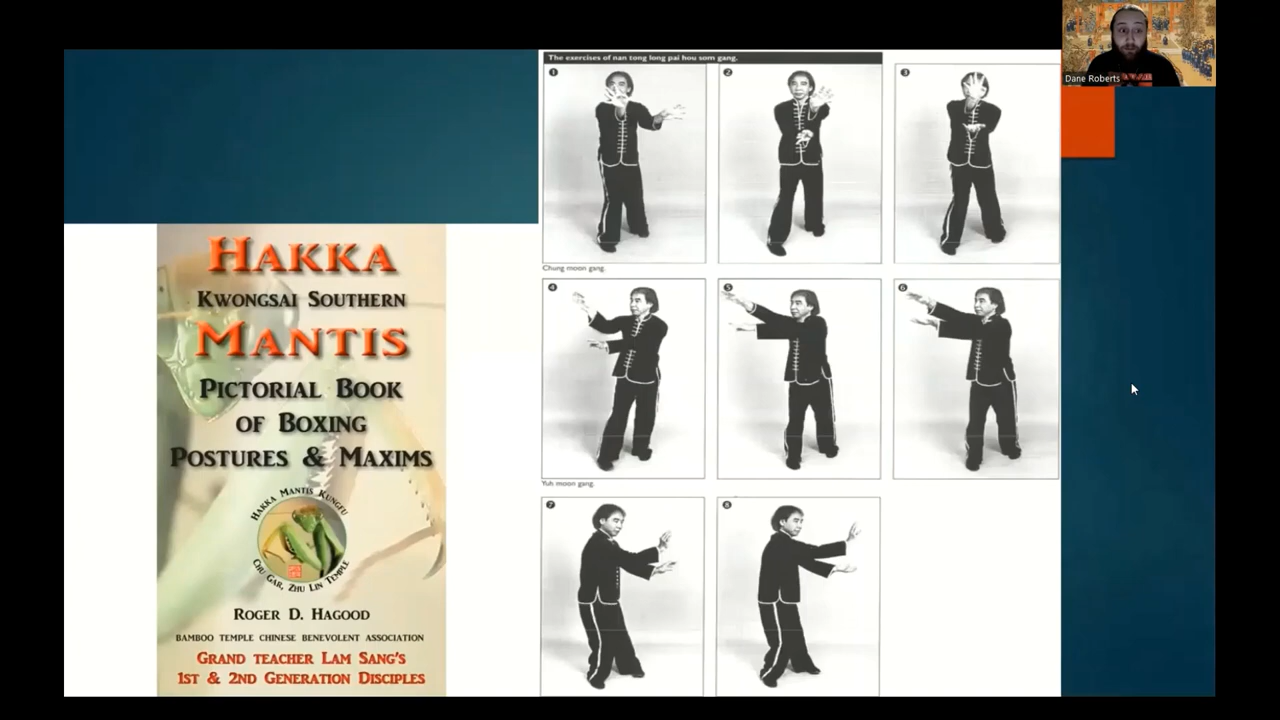 HAKKA
KWONGSAI SOUTHERN
MANTIS
PICTORIAL BOOK
OF BOXING
POSTURES & MAXIMS
HAKKA MANTIS KUNGFU
CHU GAR, ZHU LIN TEMPLE
ROGER D. HAGOOD
BAMBOO TEMPLE CHINESE BENEVOLENT ASSOCIATION
GRAND TEACHER LAM SANG'S
1ST & 2ND GENERATION DISCIPLES
The exercises of nan tong long pai hou som gang.
1
2
3
Chung moon gang.
4
5
6
Yuh moon gang.
7
8
Dane Roberts